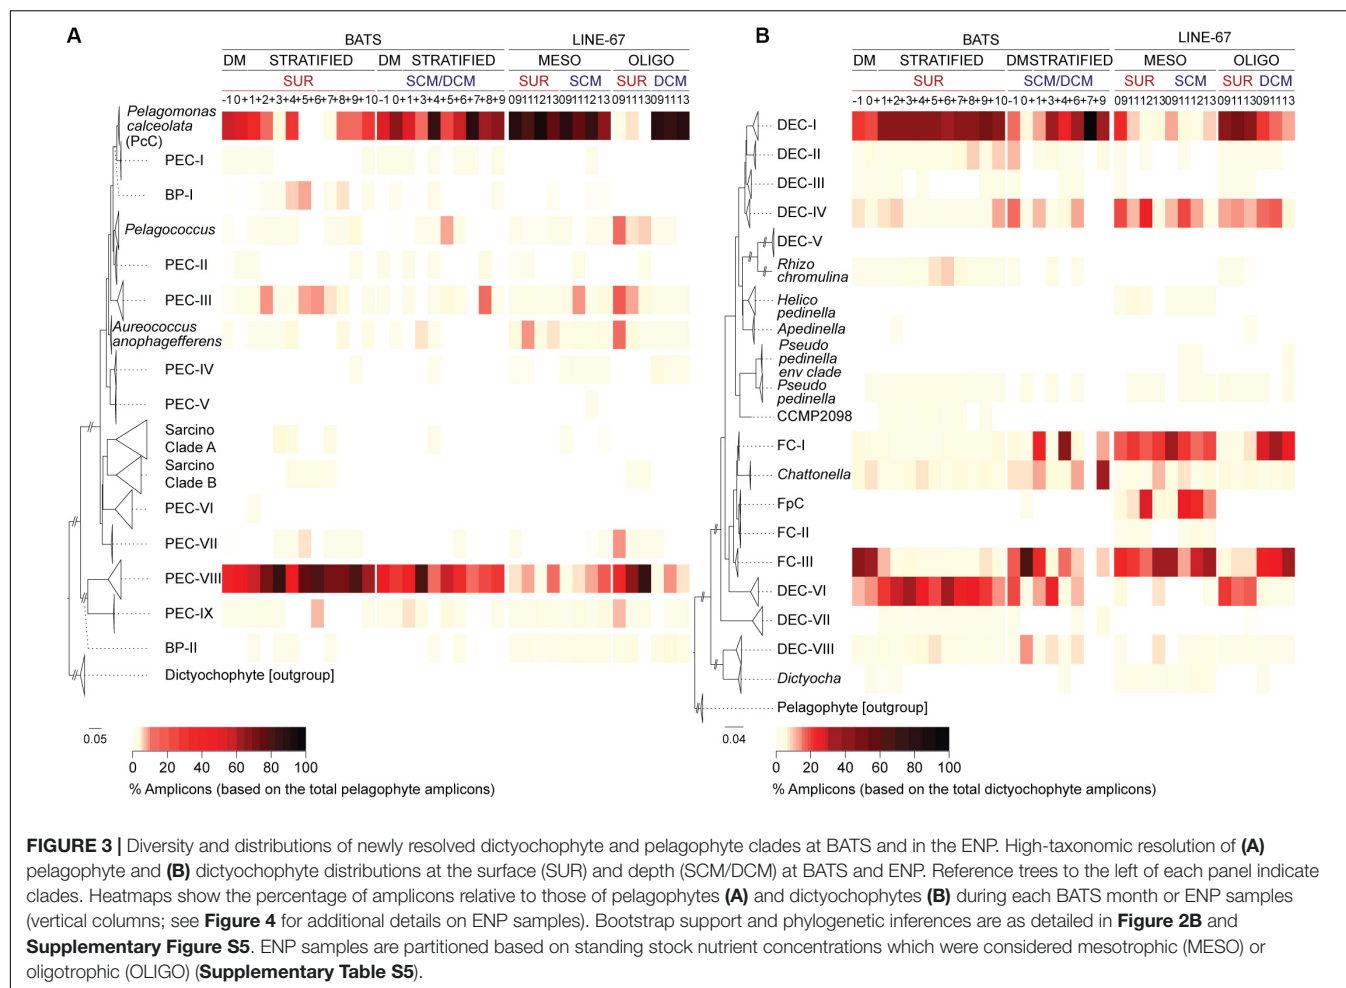 A
BATS
LINE-67
DM STRATIFIED DM STRATIFIED MESO OLIGO
SUR SCM/DCM SUR SCM SUR DCM
-1 0 +1 +2 +3 +4 +5 +6 +7 +8 +9 +10 -1 0 +1 +3 +4 +5 +6 +7 +8 +9 09111213 09111213 091113 091113
Pelagomonas
calceolata
(PcC)
PEC-I
BP-I
Pelagococcus
PEC-II
PEC-III
Aureococcus
anophagefferens
PEC-IV
PEC-V
Sarcino
Clade A
Sarcino
Clade B
PEC-VI
PEC-VII
PEC-VIII
PEC-IX
BP-II
Dictyochophyte [outgroup]
0.05
0 20 40 60 80 100
% Amplicons (based on the total pelagophyte amplicons)
B
BATS
LINE-67
DM STRATIFIED DMSTRATIFIED MESO OLIGO
SUR SCM/DCM SUR SCM SUR DCM
-1 0 +1 +2 +3 +4 +5 +6 +7 +8 +9 +10 -1 0 +1 +3 +4 +6 +7 +9 09111213 09111213 091113 091113
DEC-I
DEC-II
DEC-III
DEC-IV
DEC-V
Rhizo
chromulina
Helico
pedinella
Apedinella
Pseudo
pedinella
env clade
Pseudo
pedinella
CCMP2098
FC-I
Chattonella
FpC
FC-II
FC-III
DEC-VI
DEC-VII
DEC-VIII
Dictyocha
Pelagophyte [outgroup]
0.04
0 20 40 60 80 100
% Amplicons (based on the total dictyochophyte amplicons)
FIGURE 3 | Diversity and distributions of newly resolved dictyochophyte and pelagophyte clades at BATS and in the ENP. High-taxonomic resolution of (A)
pelagophyte and (B) dictyochophyte distributions at the surface (SUR) and depth (SCM/DCM) at BATS and ENP. Reference trees to the left of each panel indicate
clades. Heatmaps show the percentage of amplicons relative to those of pelagophytes (A) and dictyochophytes (B) during each BATS month or ENP samples
(vertical columns; see Figure 4 for additional details on ENP samples). Bootstrap support and phylogenetic inferences are as detailed in Figure 2B and
Supplementary Figure S5. ENP samples are partitioned based on standing stock nutrient concentrations which were considered mesotrophic (MESO) or
oligotrophic (OLIGO) (Supplementary Table S5).